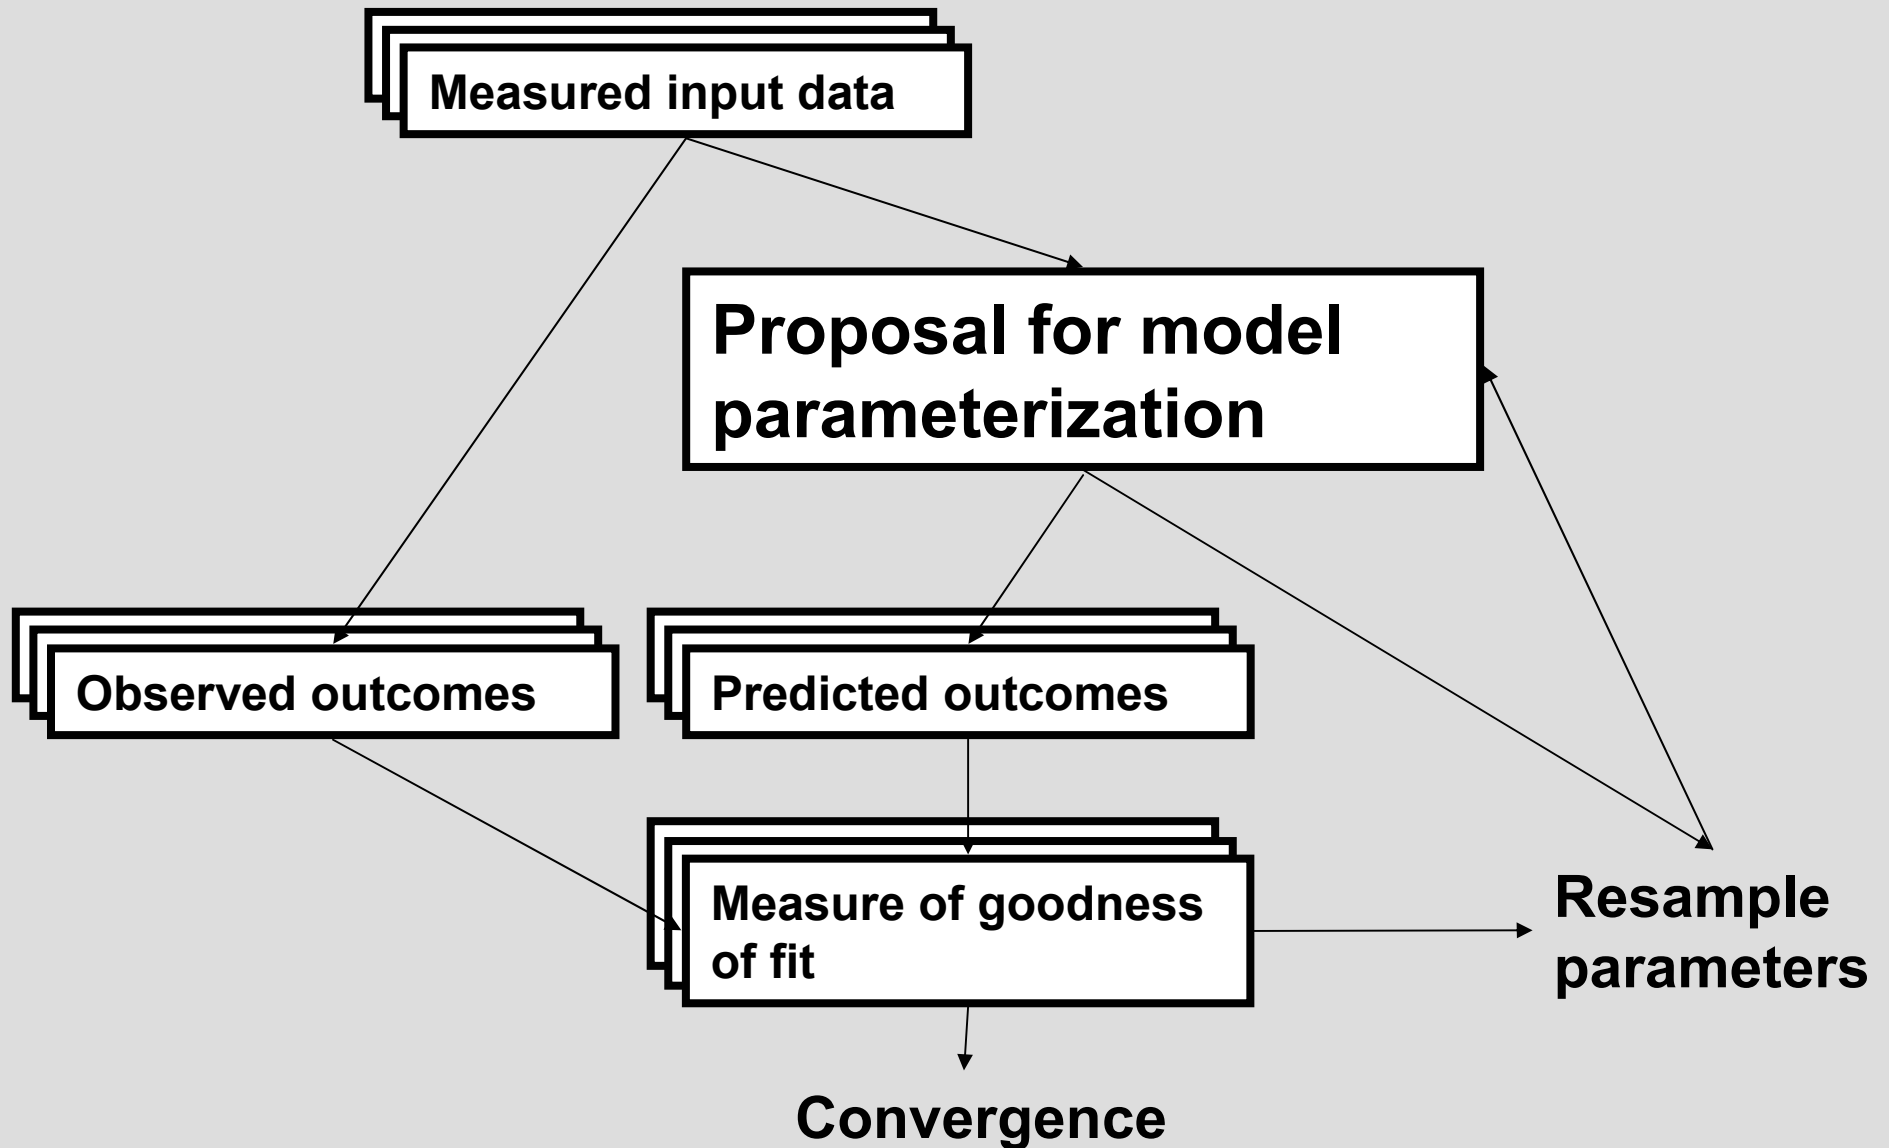 Measured input data
Proposal for model
parameterization
Observed outcomes
Predicted outcomes
Measure of goodness
of fit
Resample
parameters
Convergence